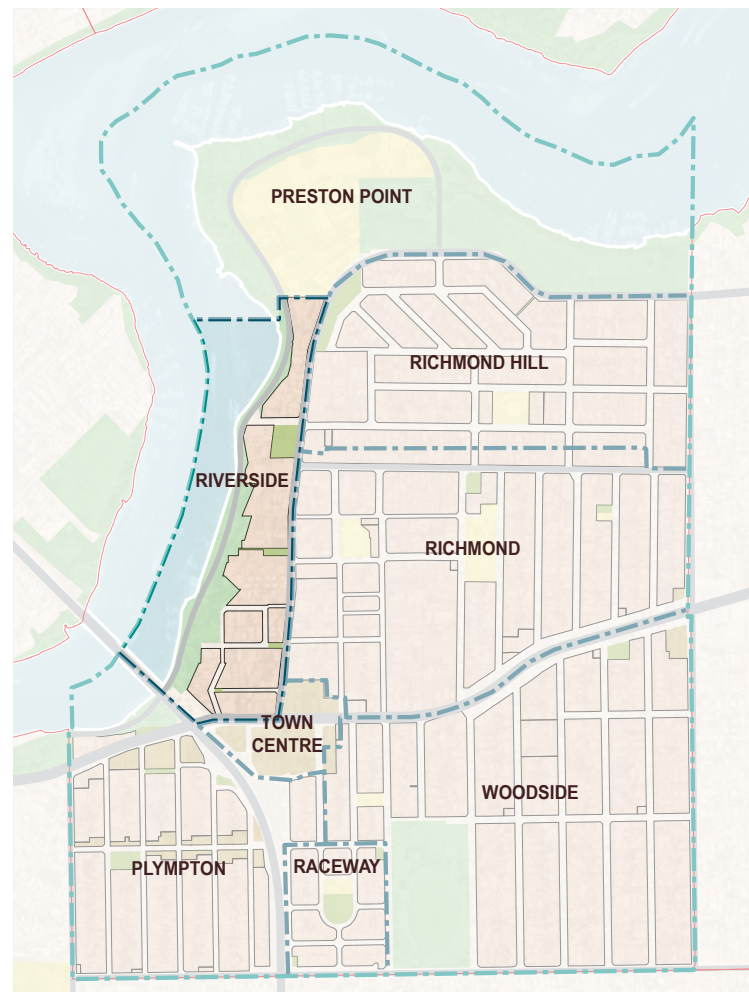 PRESTON POINT
RICHMOND HILL
RIVERSIDE
RICHMOND
TOWN
CENTRE
WOODSIDE
PLYMPTON
RACEWAY